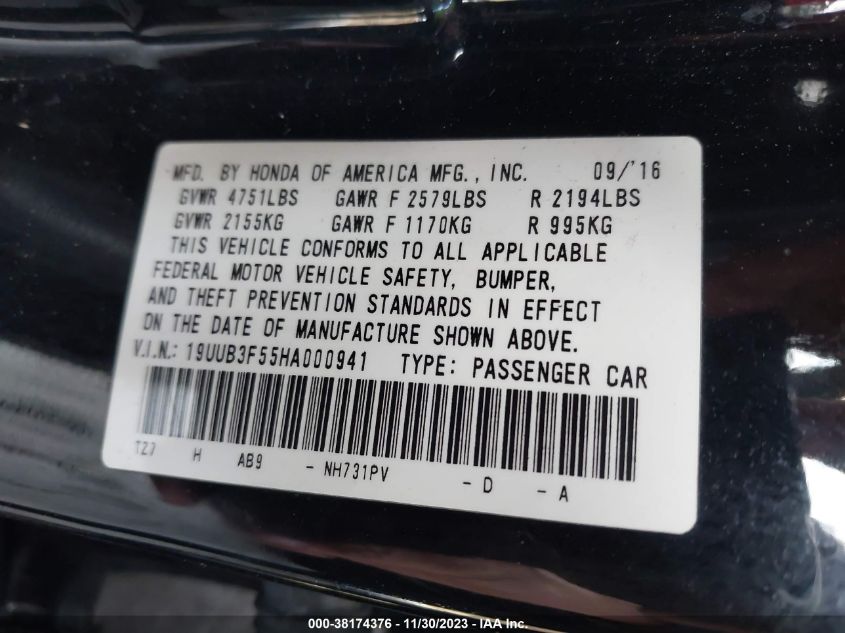 MFD. BY HONDA OF AMERICA MFG., INC. 09/'16
GVWR 4751LBS GAWR F 2579LBS R 2194LBS
GVWR 2155KG GAWR F 1170KG R 995KG
THIS VEHICLE CONFORMS TO ALL APPLICABLE
FEDERAL MOTOR VEHICLE SAFETY, BUMPER,
AND THEFT PREVENTION STANDARDS IN EFFECT
ON THE DATE OF MANUFACTURE SHOWN ABOVE.
V.I.N.: 19UUB3F55HA000941 TYPE: PASSENGER CAR
TZ7 H AB9 - NH731PV - D - A
000-38174376 - 11/30/2023 - IAA Inc.